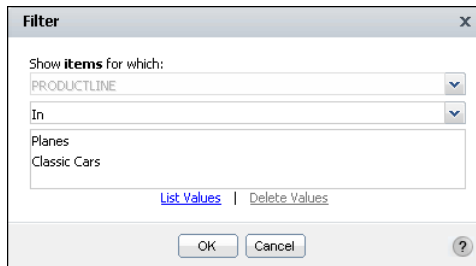 Filter x
Show items for which:
PRODUCTLINE
In
Planes
Classic Cars
List Values | Delete Values
OK Cancel ?